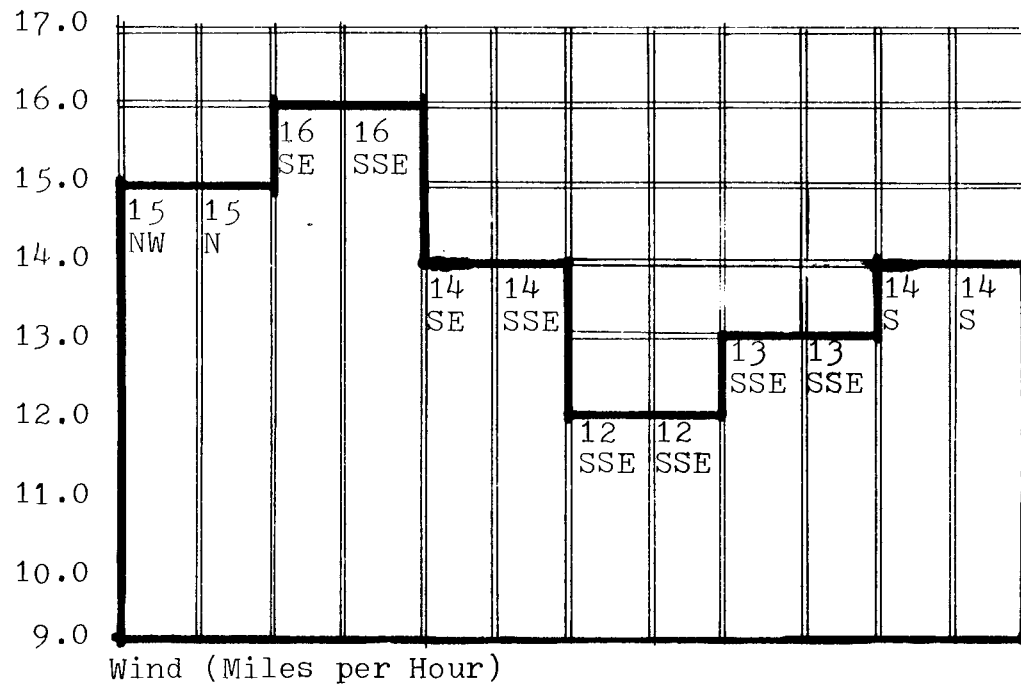 17.0
16.0
16 16
SE SSE
15.0
15 15
NW N
14.0
14 14 14 14
SE SSE S S
13.0
13 13
SSE SSE
12.0
12 12
SSE SSE
11.0
10.0
9.0
Wind (Miles per Hour)